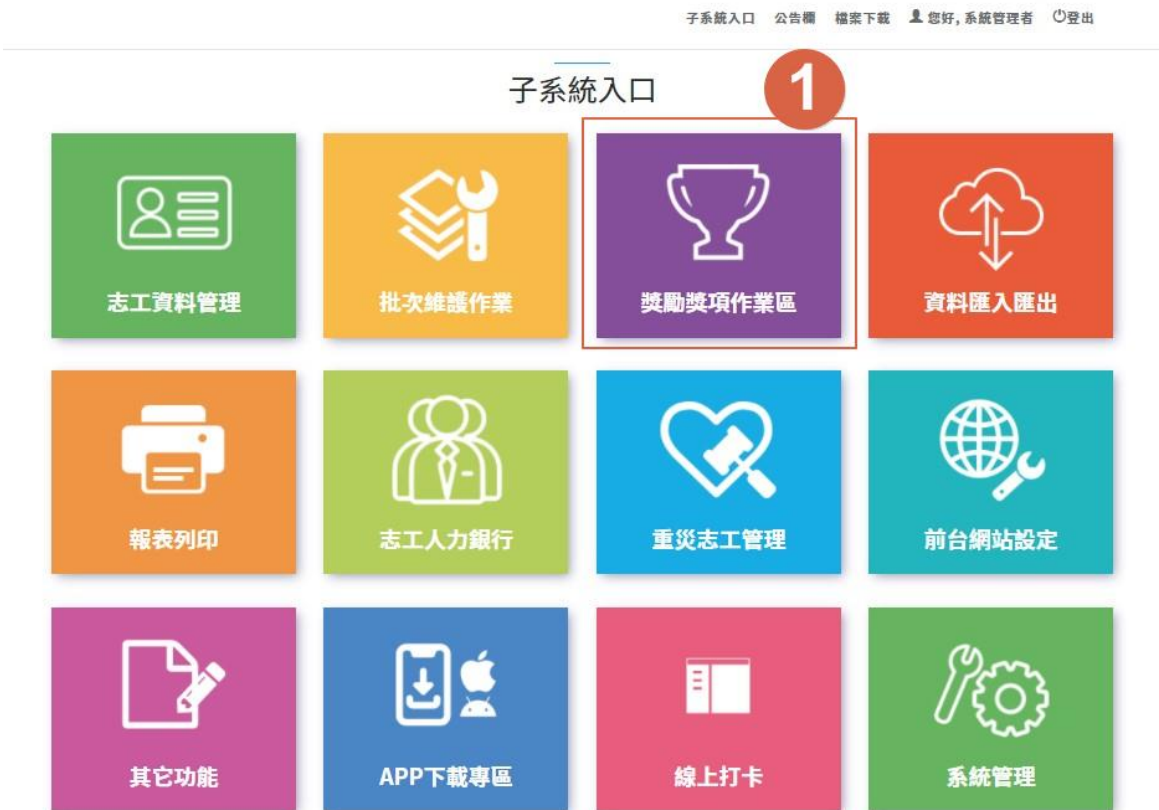 子系統入口 公告欄 檔案下載 您好,系統管理者 登出
子系統入口
1
志工資料管理 批次維護作業 獎勵獎項作業區 資料匯入匯出
報表列印 志工人力銀行 重災志工管理 前台網站設定
其它功能 APP下載專區 線上打卡 系統管理